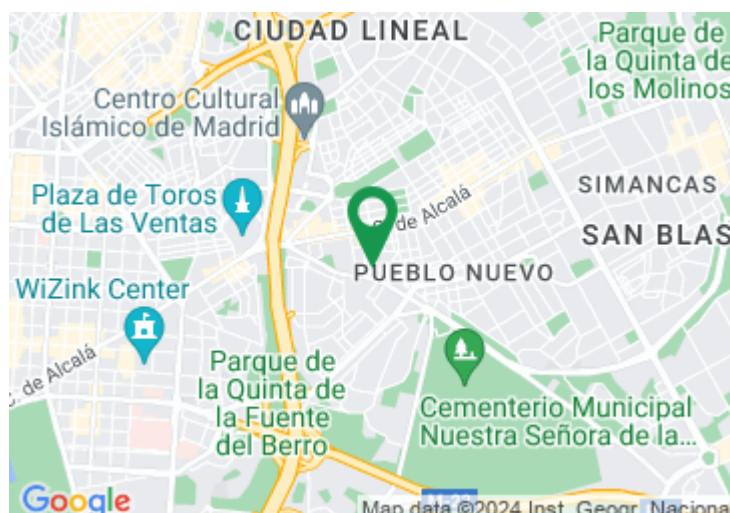 CIUDAD LINEAL
Parque de
la Quinta de
los Molinos
Centro Cultural
Islámico de Madrid
Plaza de Toros
de Las Ventas
SIMANCAS
de Alcalá
SAN BLAS
PUEBLO NUEVO
WiZink Center
C. de Alcalá
Parque de
la Quinta de
la Fuente
del Berro
Cementerio Municipal
Nuestra Señora de la...
Google
Map data ©2024 Inst. Geogr. Naciona